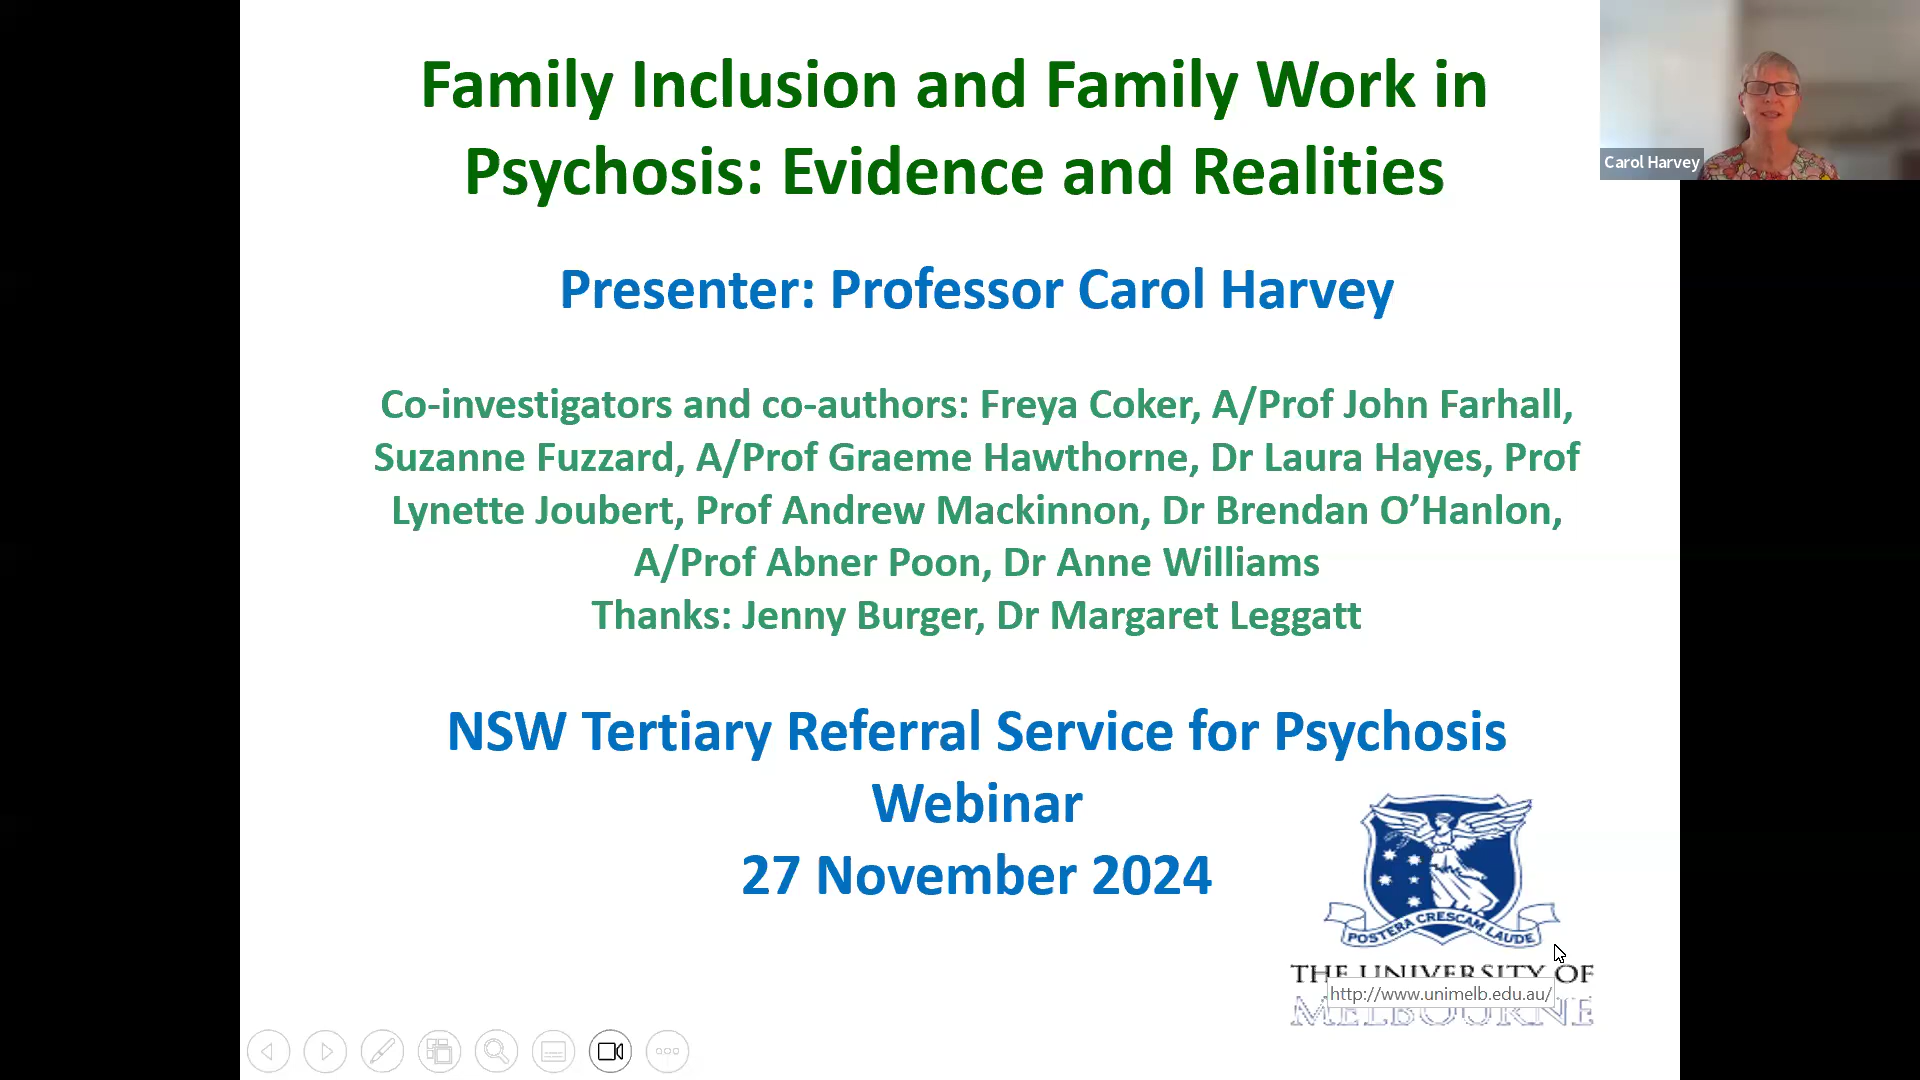 Family Inclusion and Family Work in
Psychosis: Evidence and Realities
Carol Harvey
Presenter: Professor Carol Harvey
Co-investigators and co-authors: Freya Coker, A/Prof John Farhall,
Suzanne Fuzzard, A/Prof Graeme Hawthorne, Dr Laura Hayes, Prof
Lynette Joubert, Prof Andrew Mackinnon, Dr Brendan O’Hanlon,
A/Prof Abner Poon, Dr Anne Williams
Thanks: Jenny Burger, Dr Margaret Leggatt
NSW Tertiary Referral Service for Psychosis
Webinar
27 November 2024
POSTERA CRESCAM LAUDE
THE UNIVERSITY OF
http://www.unimelb.edu.au/
MELBOURNE